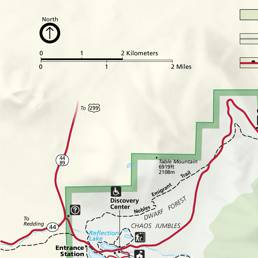 North
0 1 2 Kilometers
0 1 2 Miles
To 299
44
89
Table Mountain
6919ft
2108m
Discovery
Center
Nobles Emigrant Trail
DWARF FOREST
CHAOS JUMBLES
To
Redding
44
Reflection
Lake
Entrance
Station